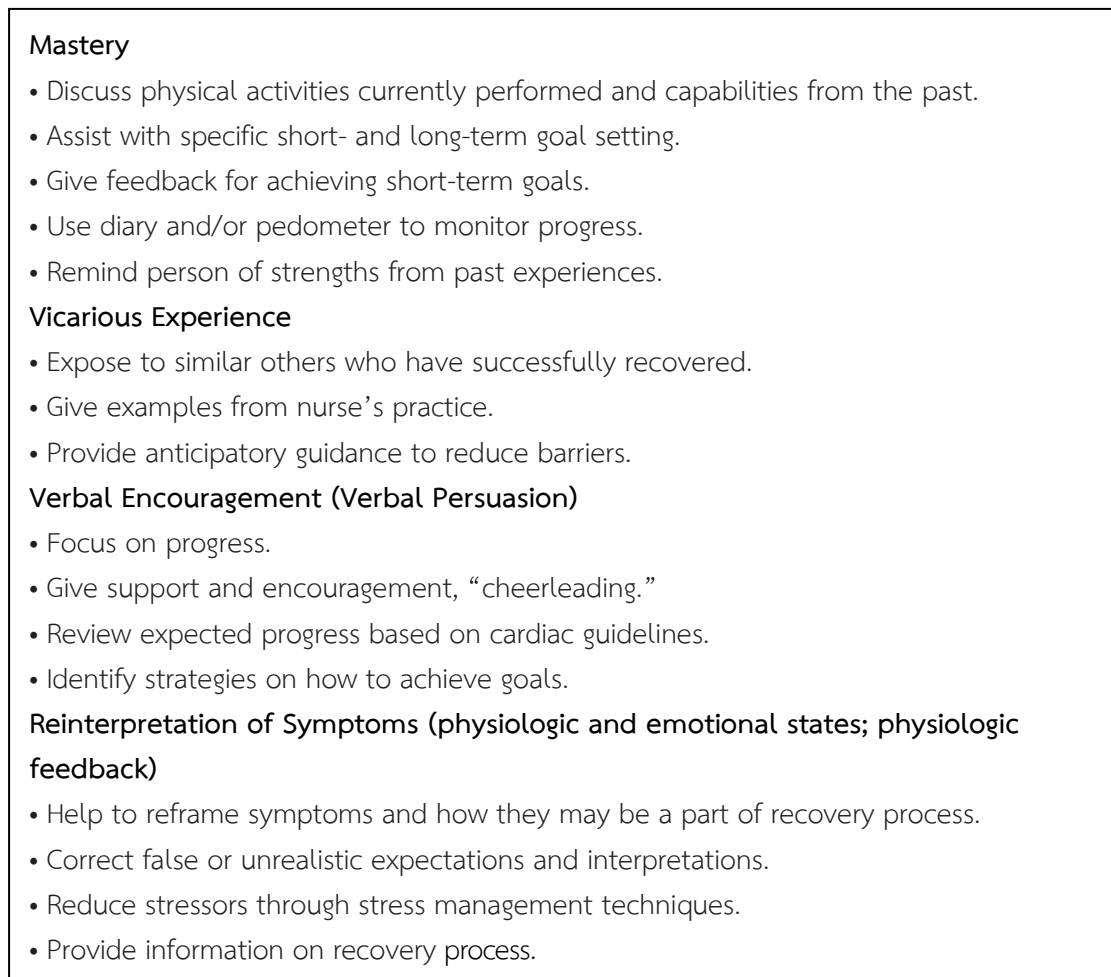 Mastery
• Discuss physical activities currently performed and capabilities from the past.
• Assist with specific short- and long-term goal setting.
• Give feedback for achieving short-term goals.
• Use diary and/or pedometer to monitor progress.
• Remind person of strengths from past experiences.
Vicarious Experience
• Expose to similar others who have successfully recovered.
• Give examples from nurse’s practice.
• Provide anticipatory guidance to reduce barriers.
Verbal Encouragement (Verbal Persuasion)
• Focus on progress.
• Give support and encouragement, “cheerleading.”
• Review expected progress based on cardiac guidelines.
• Identify strategies on how to achieve goals.
Reinterpretation of Symptoms (physiologic and emotional states; physiologic
feedback)
• Help to reframe symptoms and how they may be a part of recovery process.
• Correct false or unrealistic expectations and interpretations.
• Reduce stressors through stress management techniques.
• Provide information on recovery process.